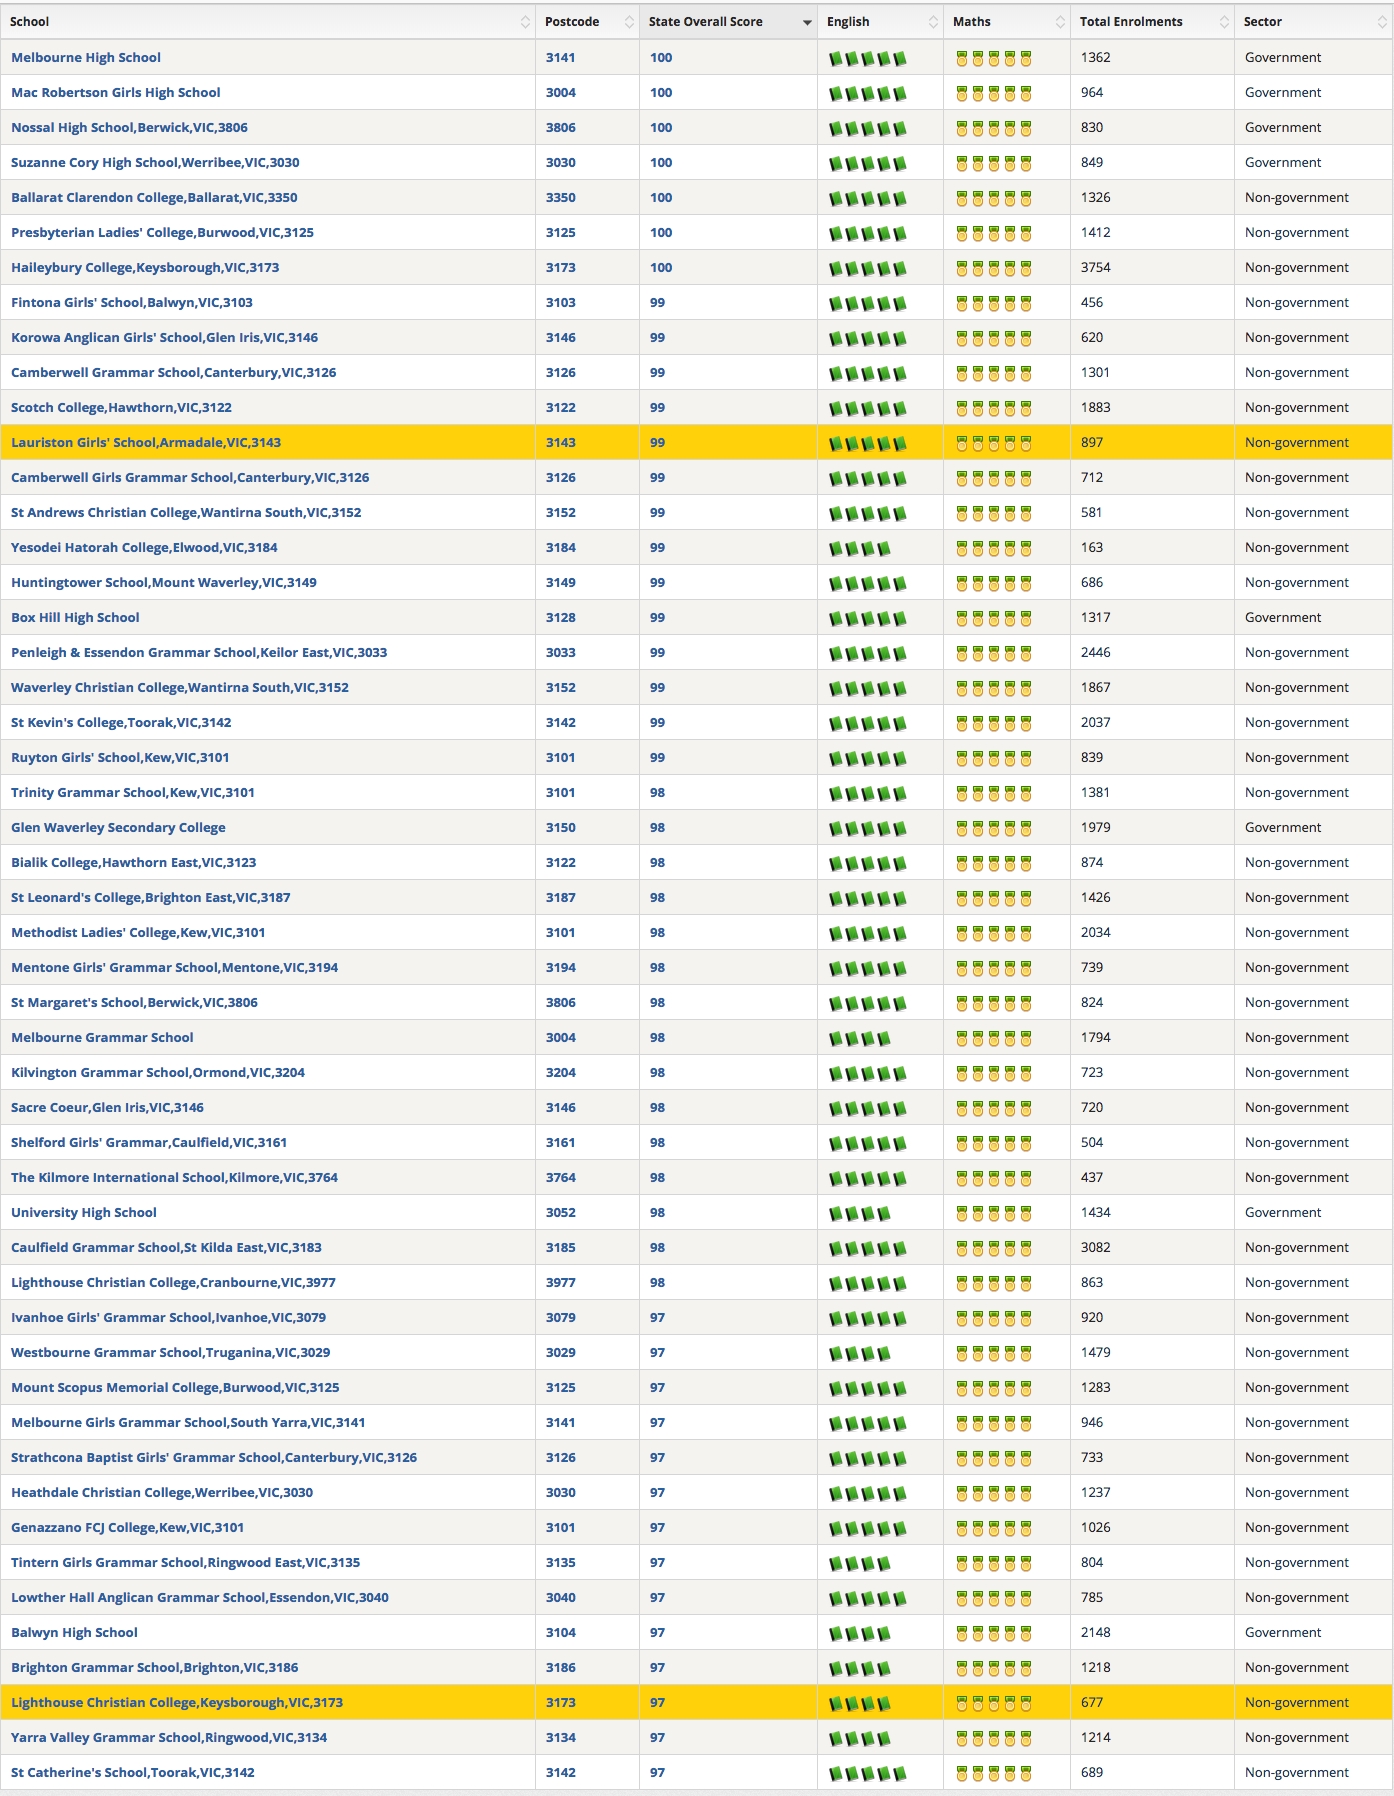 School Postcode State Overall Score English Maths Total Enrolments Sector
Melbourne High School 3141 100 1362 Government
Mac Robertson Girls High School 3004 100 964 Government
Nossal High School,Berwick,VIC,3806 3806 100 830 Government
Suzanne Cory High School,Werribee,VIC,3030 3030 100 849 Government
Ballarat Clarendon College,Ballarat,VIC,3350 3350 100 1326 Non-government
Presbyterian Ladies' College,Burwood,VIC,3125 3125 100 1412 Non-government
Haileybury College,Keysborough,VIC,3173 3173 100 3754 Non-government
Fintona Girls' School,Balwyn,VIC,3103 3103 99 456 Non-government
Korowa Anglican Girls' School,Glen Iris,VIC,3146 3146 99 620 Non-government
Camberwell Grammar School,Canterbury,VIC,3126 3126 99 1301 Non-government
Scotch College,Hawthorn,VIC,3122 3122 99 1883 Non-government
Lauriston Girls' School,Armadale,VIC,3143 3143 99 897 Non-government
Camberwell Girls Grammar School,Canterbury,VIC,3126 3126 99 712 Non-government
St Andrews Christian College,Wantirna South,VIC,3152 3152 99 581 Non-government
Yesodei Hatorah College,Elwood,VIC,3184 3184 99 163 Non-government
Huntingtower School,Mount Waverley,VIC,3149 3149 99 686 Non-government
Box Hill High School 3128 99 1317 Government
Penleigh & Essendon Grammar School,Keilor East,VIC,3033 3033 99 2446 Non-government
Waverley Christian College,Wantirna South,VIC,3152 3152 99 1867 Non-government
St Kevin's College,Toorak,VIC,3142 3142 99 2037 Non-government
Ruyton Girls' School,Kew,VIC,3101 3101 99 839 Non-government
Trinity Grammar School,Kew,VIC,3101 3101 98 1381 Non-government
Glen Waverley Secondary College 3150 98 1979 Government
Bialik College,Hawthorn East,VIC,3123 3122 98 874 Non-government
St Leonard's College,Brighton East,VIC,3187 3187 98 1426 Non-government
Methodist Ladies' College,Kew,VIC,3101 3101 98 2034 Non-government
Mentone Girls' Grammar School,Mentone,VIC,3194 3194 98 739 Non-government
St Margaret's School,Berwick,VIC,3806 3806 98 824 Non-government
Melbourne Grammar School 3004 98 1794 Non-government
Kilvington Grammar School,Ormond,VIC,3204 3204 98 723 Non-government
Sacre Coeur,Glen Iris,VIC,3146 3146 98 720 Non-government
Shelford Girls' Grammar,Caulfield,VIC,3161 3161 98 504 Non-government
The Kilmore International School,Kilmore,VIC,3764 3764 98 437 Non-government
University High School 3052 98 1434 Government
Caulfield Grammar School,St Kilda East,VIC,3183 3185 98 3082 Non-government
Lighthouse Christian College,Cranbourne,VIC,3977 3977 98 863 Non-government
Ivanhoe Girls' Grammar School,Ivanhoe,VIC,3079 3079 97 920 Non-government
Westbourne Grammar School,Truganina,VIC,3029 3029 97 1479 Non-government
Mount Scopus Memorial College,Burwood,VIC,3125 3125 97 1283 Non-government
Melbourne Girls Grammar School,South Yarra,VIC,3141 3141 97 946 Non-government
Strathcona Baptist Girls' Grammar School,Canterbury,VIC,3126 3126 97 733 Non-government
Heathdale Christian College,Werribee,VIC,3030 3030 97 1237 Non-government
Genazzano FCJ College,Kew,VIC,3101 3101 97 1026 Non-government
Tintern Girls Grammar School,Ringwood East,VIC,3135 3135 97 804 Non-government
Lowther Hall Anglican Grammar School,Essendon,VIC,3040 3040 97 785 Non-government
Balwyn High School 3104 97 2148 Government
Brighton Grammar School,Brighton,VIC,3186 3186 97 1218 Non-government
Lighthouse Christian College,Keysborough,VIC,3173 3173 97 677 Non-government
Yarra Valley Grammar School,Ringwood,VIC,3134 3134 97 1214 Non-government
St Catherine's School,Toorak,VIC,3142 3142 97 689 Non-government